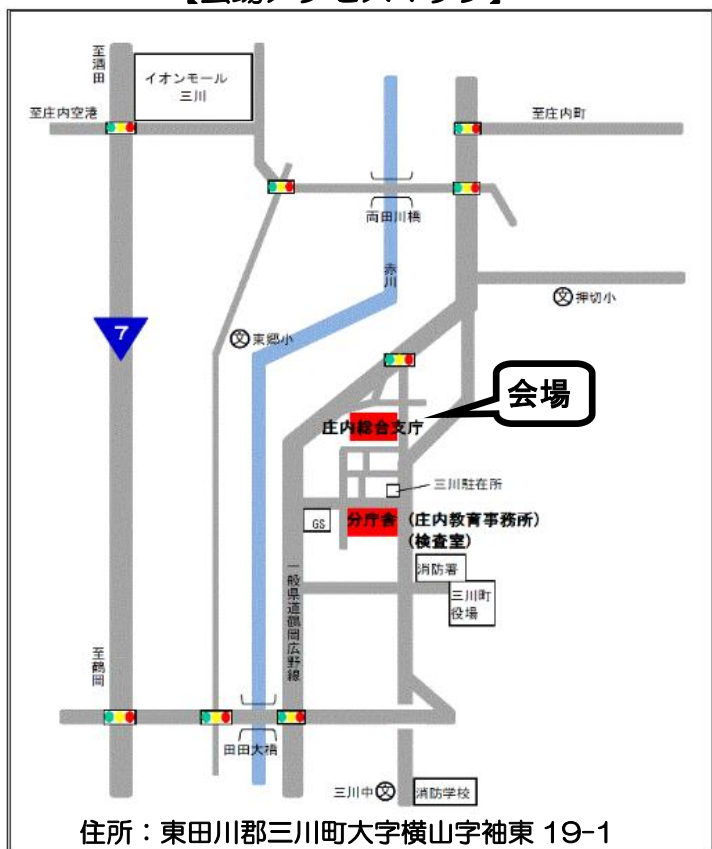 至酒田
イオンモール
三川
至庄内空港
至庄内町
両田川橋
赤川
文 押切小
7
文 東郷小
会場
庄内総合支庁
三川駐在所
GS
分庁舎 (庄内教育事務所)
(検査室)
消防署
三川町
役場
一般県道鶴岡広野線
至鶴岡
田田大橋
三川中 文
消防学校
住所：東田川郡三川町大字横山字袖東 19-1